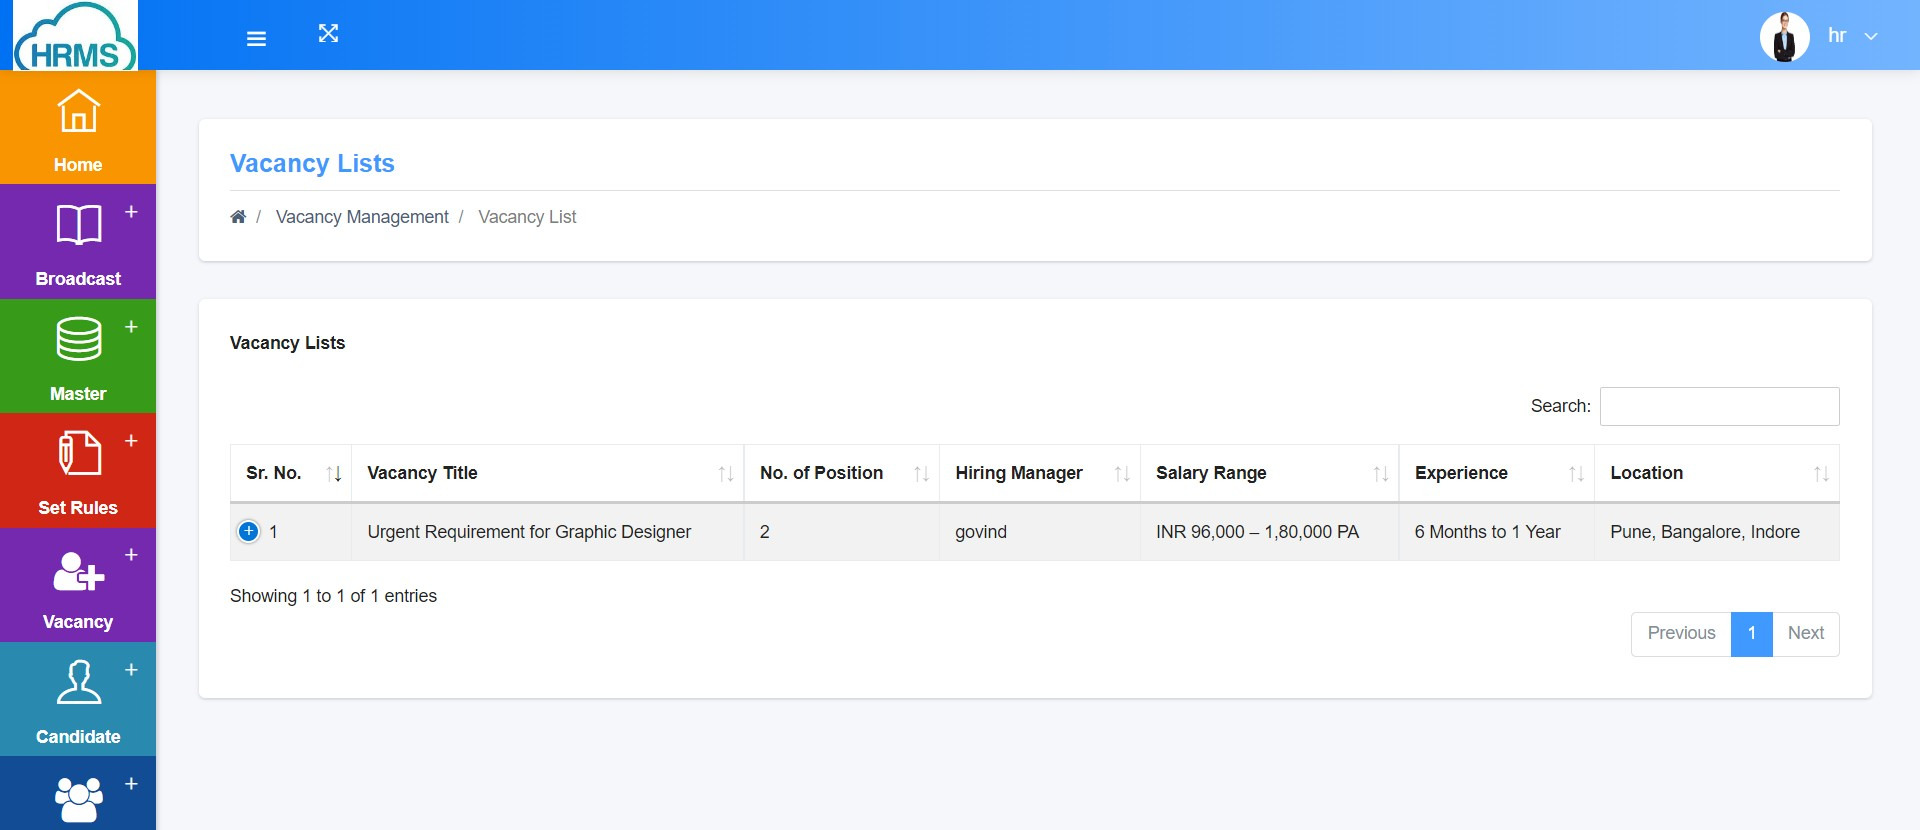 HRMS
hr
Home
Broadcast
Master
Set Rules
Vacancy
Candidate
Vacancy Lists
/ Vacancy Management / Vacancy List
Vacancy Lists
Search:
Sr. No. Vacancy Title No. of Position Hiring Manager Salary Range Experience Location
1 Urgent Requirement for Graphic Designer 2 govind INR 96,000 – 1,80,000 PA 6 Months to 1 Year Pune, Bangalore, Indore
Showing 1 to 1 of 1 entries
Previous 1 Next